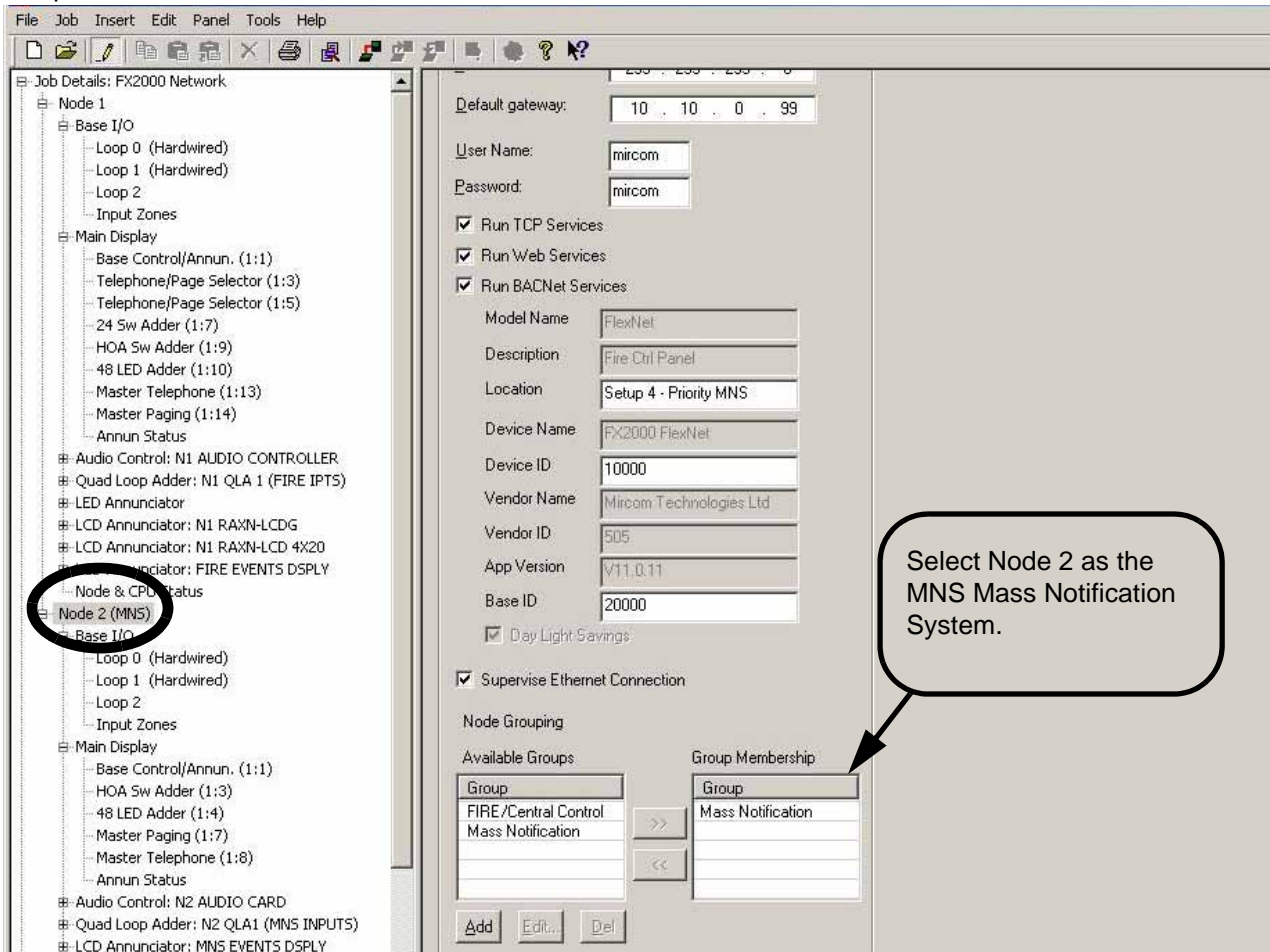 File Job Insert Edit Panel Tools Help
Job Details: FX2000 Network
Node 1
Base I/O
Loop 0 (Hardwired)
Loop 1 (Hardwired)
Loop 2
Input Zones
Main Display
Base Control/Annun. (1:1)
Telephone/Page Selector (1:3)
Telephone/Page Selector (1:5)
24 Sw Adder (1:7)
HOA Sw Adder (1:9)
48 LED Adder (1:10)
Master Telephone (1:13)
Master Paging (1:14)
Annun Status
Audio Control: N1 AUDIO CONTROLLER
Quad Loop Adder: N1 QLA 1 (FIRE IPTS)
LED Annunciator
LCD Annunciator: N1 RAXN-LCDG
LCD Annunciator: N1 RAXN-LCD 4X20
FIRE EVENTS DSPLY
Node & CPU Status
Node 2 (MNS)
Base I/O
Loop 0 (Hardwired)
Loop 1 (Hardwired)
Loop 2
Input Zones
Main Display
Base Control/Annun. (1:1)
HOA Sw Adder (1:3)
48 LED Adder (1:4)
Master Paging (1:7)
Master Telephone (1:8)
Annun Status
Audio Control: N2 AUDIO CARD
Quad Loop Adder: N2 QLA1 (MNS INPUTS)
LCD Annunciator: MNS EVENTS DSPLY
Default gateway: 10 . 10 . 0 . 99
User Name: mircom
Password: mircom
Run TCP Services
Run Web Services
Run BACNet Services
Model Name FlexNet
Description Fire Ctrl Panel
Location Setup 4 - Priority MNS
Device Name FX2000 FlexNet
Device ID 10000
Vendor Name Mircom Technologies Ltd
Vendor ID 505
App Version V11.0.11
Base ID 20000
Day Light Savings
Supervise Ethernet Connection
Node Grouping
Available Groups Group Membership
Group Group
FIRE/Central Control >> Mass Notification
Mass Notification
<<
Add Edit... Del
Select Node 2 as the
MNS Mass Notification
System.